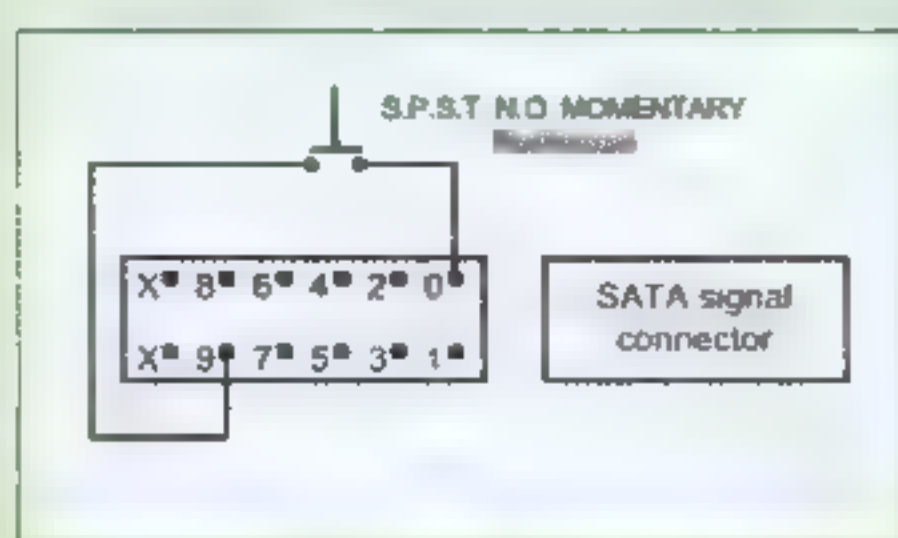 S.P.S.T N.O MOMENTARY
X 8 6 4 2 0
X 9 7 5 3 1
SATA signal
connector